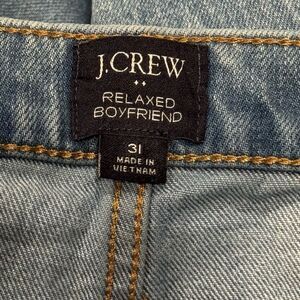 J.CREW
RELAXED
BOYFRIEND
31
MADE IN
VIETNAM